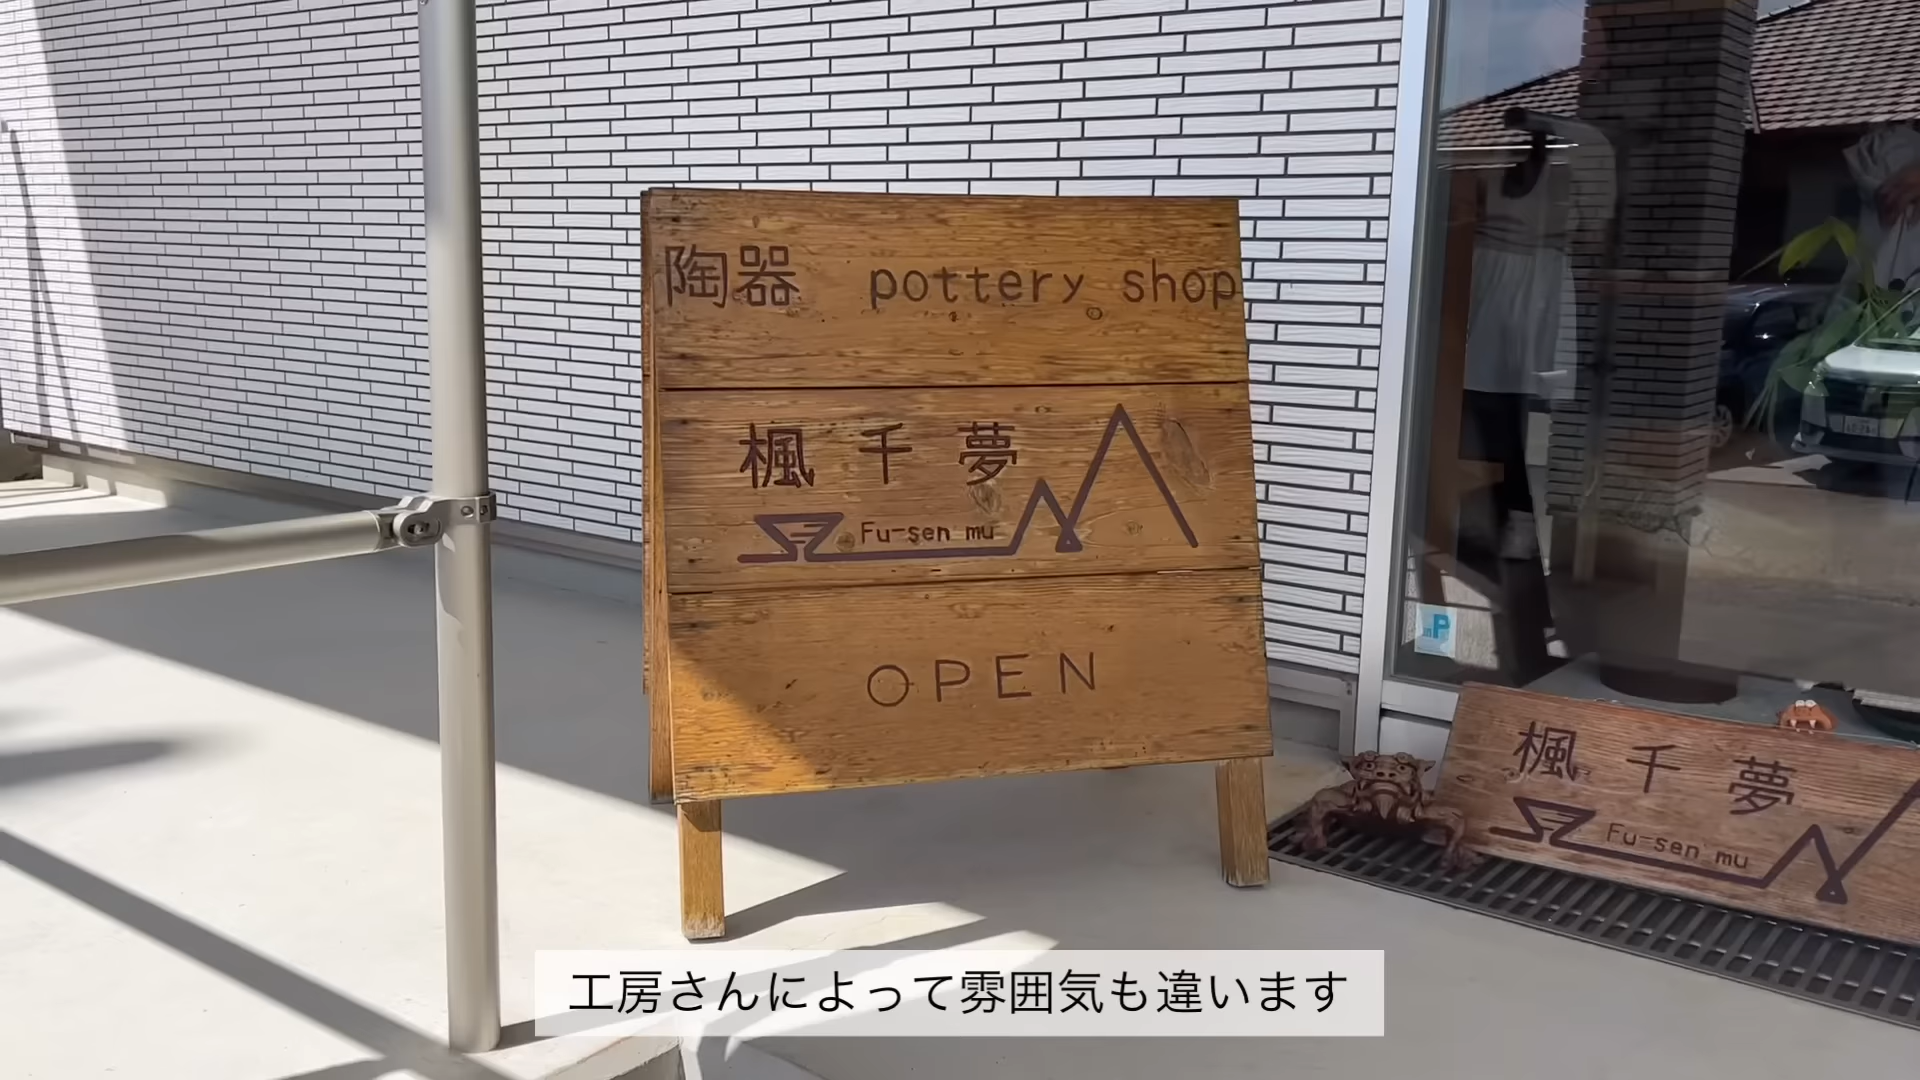 陶器 pottery shop
楓千夢
Fu-sen mu
OPEN
P
楓千夢
Fu-sen mu
工房さんによって雰囲気も違います